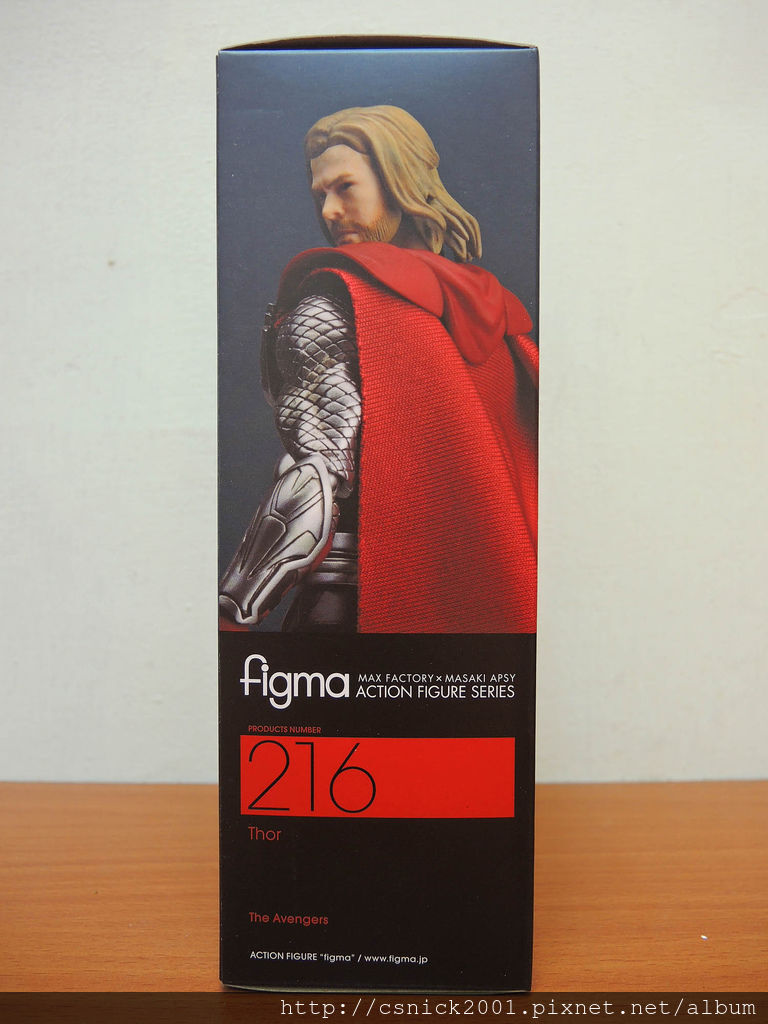 figma
MAX FACTORY × MASAKI APSY
ACTION FIGURE SERIES
PRODUCTS NUMBER
216
Thor
The Avengers
ACTION FIGURE "figma" / www.figma.jp
http://csnick2001.pixnet.net/album